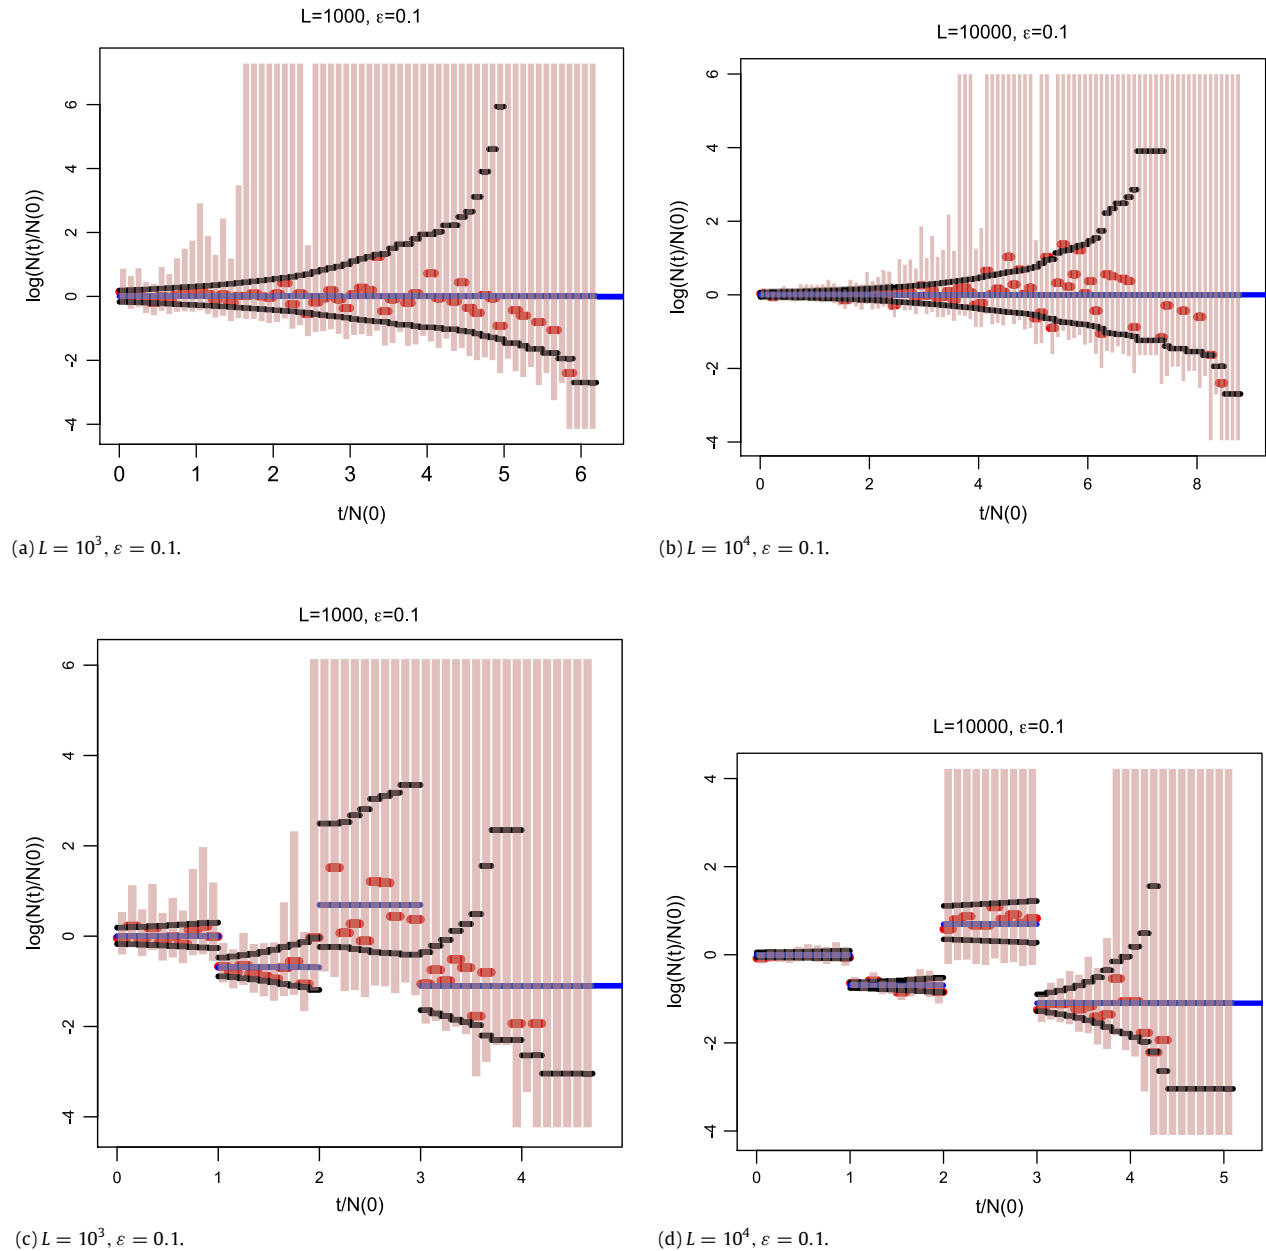 L=1000, ε=0.1
log(N(t)/N(0))
6
4
2
0
-2
-4
0 1 2 3 4 5 6
t/N(0)
(a) L = 10³, ε = 0.1.
L=10000, ε=0.1
log(N(t)/N(0))
6
4
2
0
-2
-4
0 2 4 6 8
t/N(0)
(b) L = 10⁴, ε = 0.1.
L=1000, ε=0.1
log(N(t)/N(0))
6
4
2
0
-2
-4
0 1 2 3 4
t/N(0)
(c) L = 10³, ε = 0.1.
L=10000, ε=0.1
log(N(t)/N(0))
4
2
0
-2
-4
0 1 2 3 4 5
t/N(0)
(d) L = 10⁴, ε = 0.1.